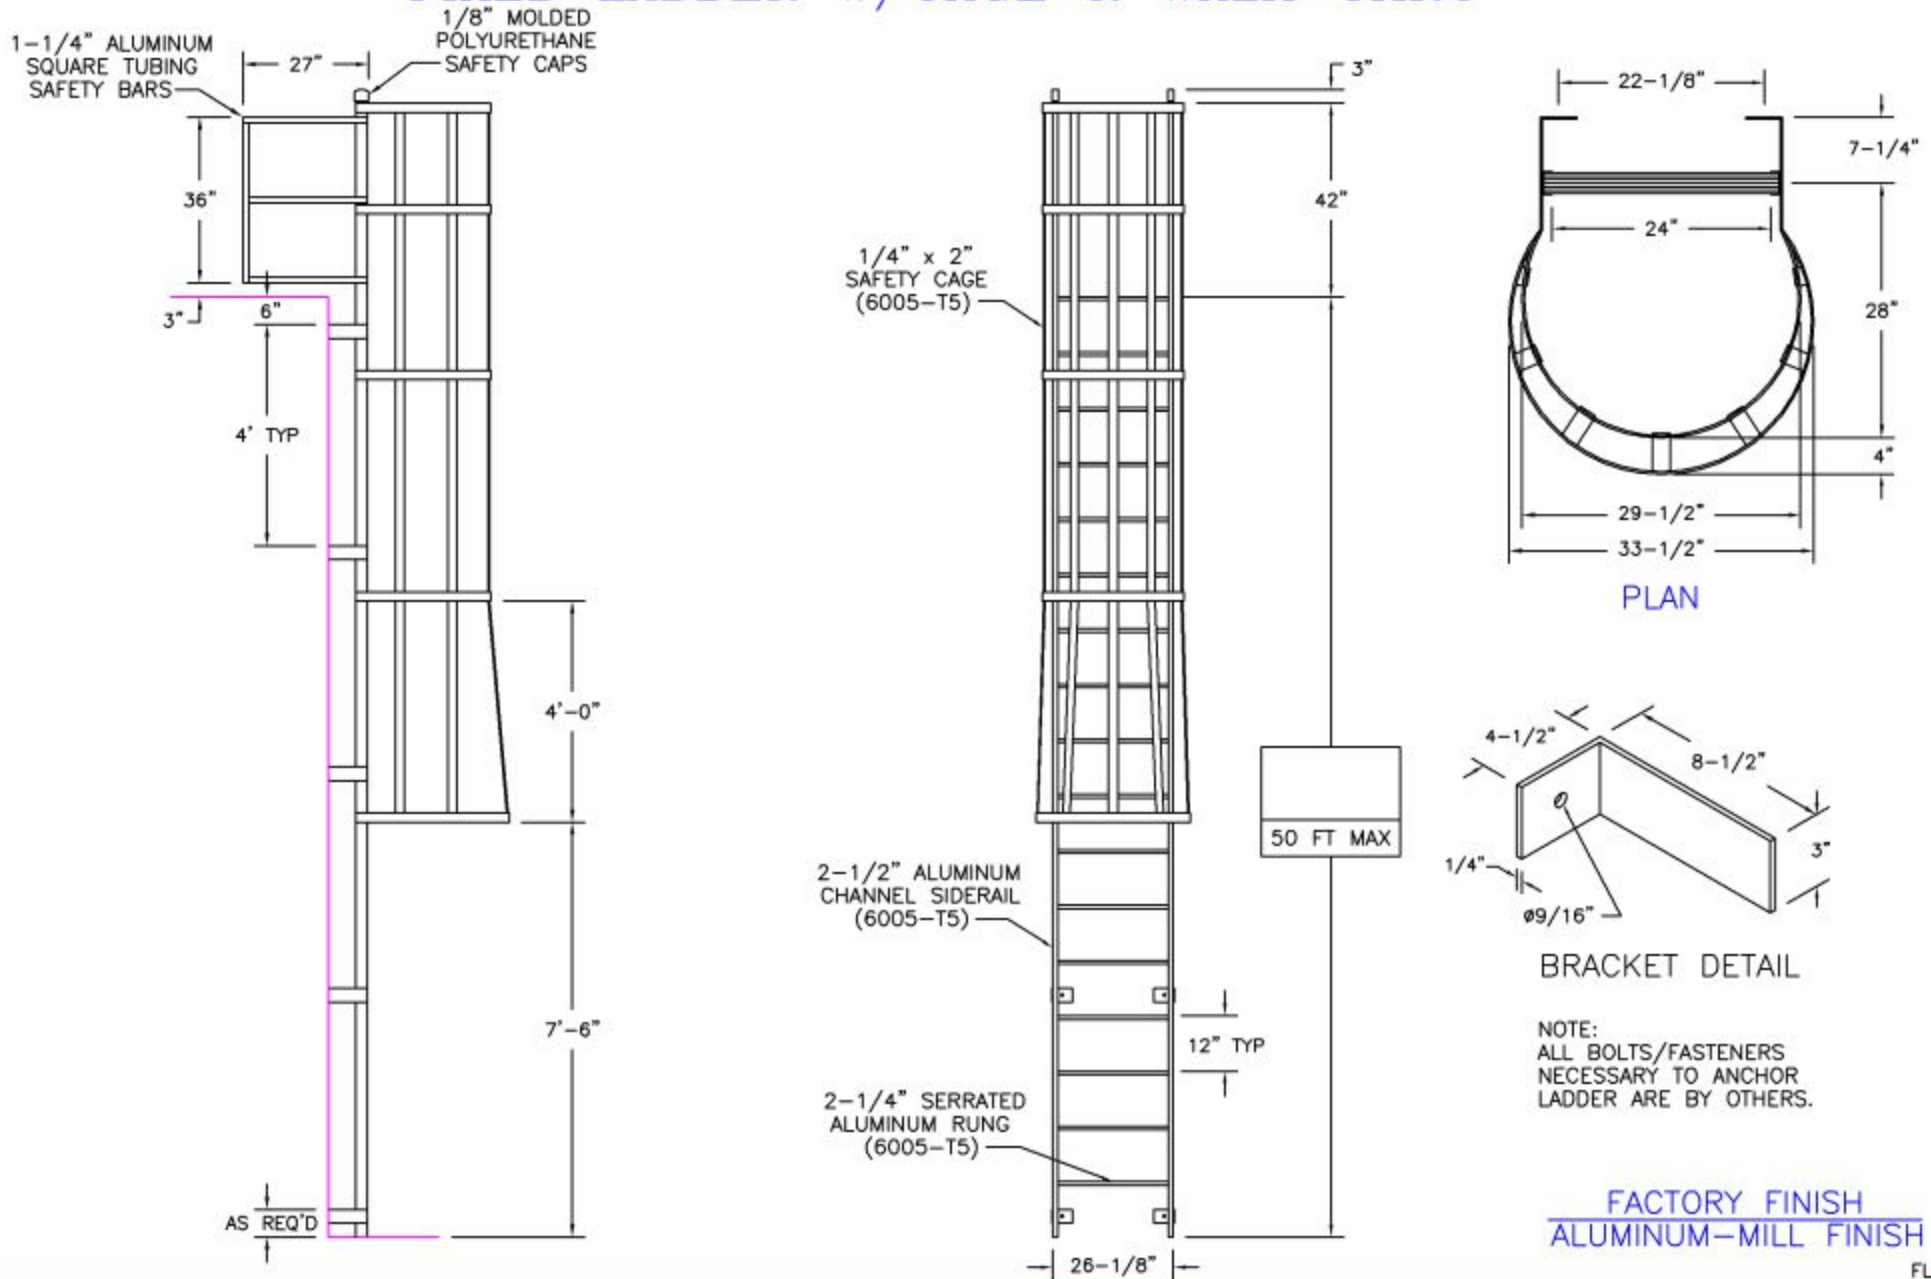 1/8" MOLDED
POLYURETHANE
SAFETY CAPS
1-1/4" ALUMINUM
SQUARE TUBING
SAFETY BARS
27"
36"
3"
6"
4' TYP
4'-0"
7'-6"
AS REQ'D
3"
42"
1/4" x 2"
SAFETY CAGE
(6005-T5)
50 FT MAX
2-1/2" ALUMINUM
CHANNEL SIDERAIL
(6005-T5)
12" TYP
2-1/4" SERRATED
ALUMINUM RUNG
(6005-T5)
26-1/8"
22-1/8"
7-1/4"
24"
28"
4"
29-1/2"
33-1/2"
PLAN
4-1/2"
8-1/2"
3"
1/4"
ø9/16"
BRACKET DETAIL
NOTE:
ALL BOLTS/FASTENERS
NECESSARY TO ANCHOR
LADDER ARE BY OTHERS.
FACTORY FINISH
ALUMINUM-MILL FINISH